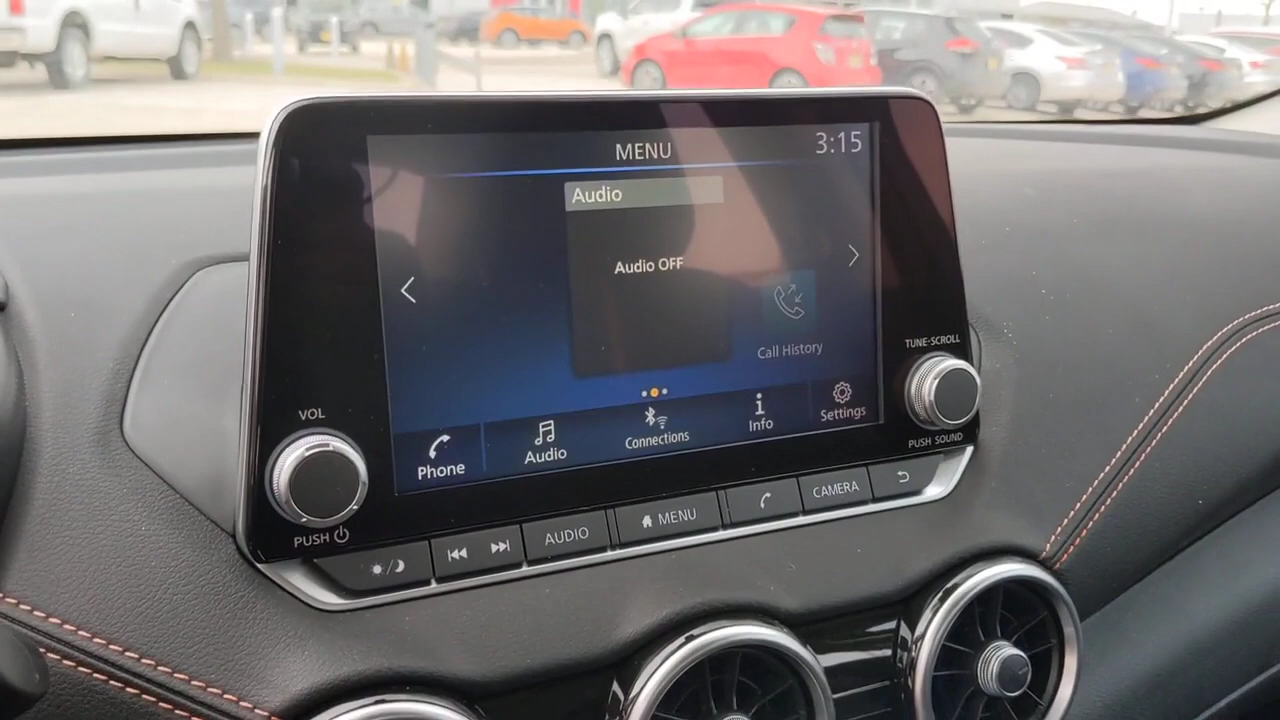 MENU
3:15
Audio
Audio OFF
Call History
Phone
Audio
Connections
Info
Settings
VOL
PUSH
TUNE·SCROLL
PUSH SOUND
AUDIO
MENU
CAMERA